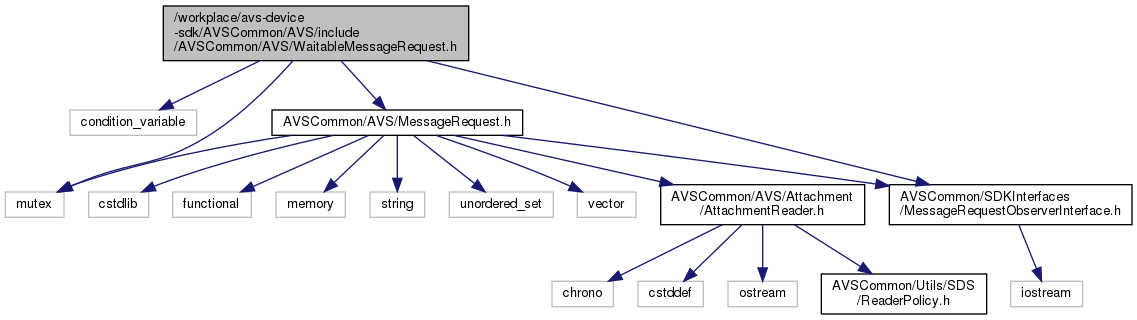 /workplace/avs-device
-sdk/AVSCommon/AVS/include
/AVSCommon/AVS/WaitableMessageRequest.h
condition_variable
AVSCommon/AVS/MessageRequest.h
mutex
cstdlib
functional
memory
string
unordered_set
vector
AVSCommon/AVS/Attachment
/AttachmentReader.h
AVSCommon/SDKInterfaces
/MessageRequestObserverInterface.h
chrono
cstddef
ostream
AVSCommon/Utils/SDS
/ReaderPolicy.h
iostream